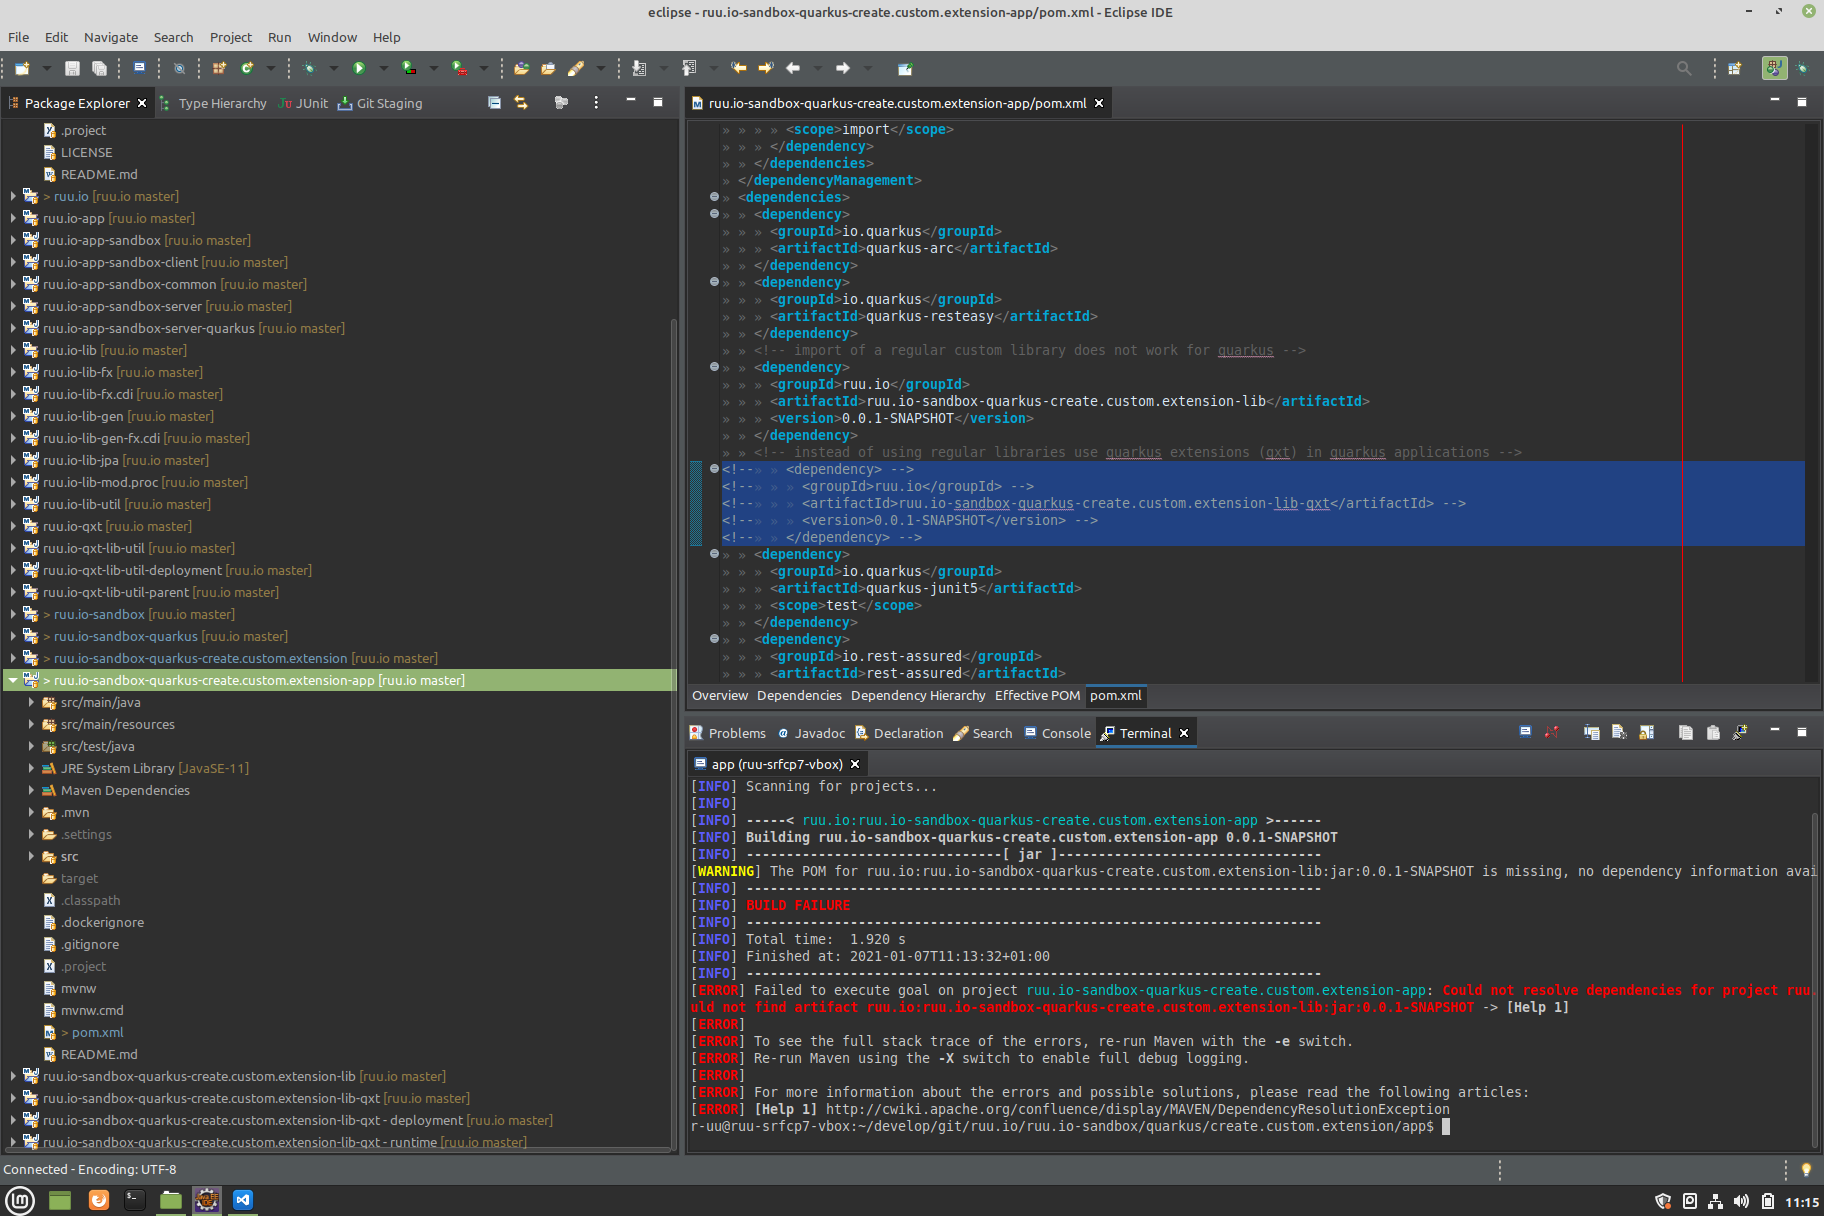 eclipse - ruu.io-sandbox-quarkus-create.custom.extension-app/pom.xml - Eclipse IDE
File Edit Navigate Search Project Run Window Help
Package Explorer Type Hierarchy Ju JUnit Git Staging
.project
LICENSE
README.md
> ruu.io [ruu.io master]
ruu.io-app [ruu.io master]
ruu.io-app-sandbox [ruu.io master]
ruu.io-app-sandbox-client [ruu.io master]
ruu.io-app-sandbox-common [ruu.io master]
ruu.io-app-sandbox-server [ruu.io master]
ruu.io-app-sandbox-server-quarkus [ruu.io master]
ruu.io-lib [ruu.io master]
ruu.io-lib-fx [ruu.io master]
ruu.io-lib-fx.cdi [ruu.io master]
ruu.io-lib-gen [ruu.io master]
ruu.io-lib-gen-fx.cdi [ruu.io master]
ruu.io-lib-jpa [ruu.io master]
ruu.io-lib-mod.proc [ruu.io master]
ruu.io-lib-util [ruu.io master]
ruu.io-qxt [ruu.io master]
ruu.io-qxt-lib-util [ruu.io master]
ruu.io-qxt-lib-util-deployment [ruu.io master]
ruu.io-qxt-lib-util-parent [ruu.io master]
> ruu.io-sandbox [ruu.io master]
> ruu.io-sandbox-quarkus [ruu.io master]
> ruu.io-sandbox-quarkus-create.custom.extension [ruu.io master]
> ruu.io-sandbox-quarkus-create.custom.extension-app [ruu.io master]
src/main/java
src/main/resources
src/test/java
JRE System Library [JavaSE-11]
Maven Dependencies
.mvn
.settings
src
target
.classpath
.dockerignore
.gitignore
.project
mvnw
mvnw.cmd
> pom.xml
README.md
ruu.io-sandbox-quarkus-create.custom.extension-lib [ruu.io master]
ruu.io-sandbox-quarkus-create.custom.extension-lib-qxt [ruu.io master]
ruu.io-sandbox-quarkus-create.custom.extension-lib-qxt - deployment [ruu.io master]
ruu.io-sandbox-quarkus-create.custom.extension-lib-qxt - runtime [ruu.io master]
ruu.io-sandbox-quarkus-create.custom.extension-app/pom.xml
» » » » <scope>import</scope>
» » » </dependency>
» » </dependencies>
» </dependencyManagement>
» <dependencies>
» » <dependency>
» » » <groupId>io.quarkus</groupId>
» » » <artifactId>quarkus-arc</artifactId>
» » </dependency>
» » <dependency>
» » » <groupId>io.quarkus</groupId>
» » » <artifactId>quarkus-resteasy</artifactId>
» » </dependency>
» » <!-- import of a regular custom library does not work for quarkus -->
» » <dependency>
» » » <groupId>ruu.io</groupId>
» » » <artifactId>ruu.io-sandbox-quarkus-create.custom.extension-lib</artifactId>
» » » <version>0.0.1-SNAPSHOT</version>
» » </dependency>
» » <!-- instead of using regular libraries use quarkus extensions (qxt) in quarkus applications -->
<!--» » <dependency> -->
<!--» » » <groupId>ruu.io</groupId> -->
<!--» » » <artifactId>ruu.io-sandbox-quarkus-create.custom.extension-lib-qxt</artifactId> -->
<!--» » » <version>0.0.1-SNAPSHOT</version> -->
<!--» » </dependency> -->
» » <dependency>
» » » <groupId>io.quarkus</groupId>
» » » <artifactId>quarkus-junit5</artifactId>
» » » <scope>test</scope>
» » </dependency>
» » <dependency>
» » » <groupId>io.rest-assured</groupId>
» » » <artifactId>rest-assured</artifactId>
Overview Dependencies Dependency Hierarchy Effective POM pom.xml
Problems @ Javadoc Declaration Search Console Terminal
app (ruu-srfcp7-vbox)
[INFO] Scanning for projects...
[INFO]
[INFO] -----< ruu.io:ruu.io-sandbox-quarkus-create.custom.extension-app >------
[INFO] Building ruu.io-sandbox-quarkus-create.custom.extension-app 0.0.1-SNAPSHOT
[INFO] --------------------------------[ jar ]---------------------------------
[WARNING] The POM for ruu.io:ruu.io-sandbox-quarkus-create.custom.extension-lib:jar:0.0.1-SNAPSHOT is missing, no dependency information avai
[INFO] ------------------------------------------------------------------------
[INFO] BUILD FAILURE
[INFO] ------------------------------------------------------------------------
[INFO] Total time:  1.920 s
[INFO] Finished at: 2021-01-07T11:13:32+01:00
[INFO] ------------------------------------------------------------------------
[ERROR] Failed to execute goal on project ruu.io-sandbox-quarkus-create.custom.extension-app: Could not resolve dependencies for project ruu.
uld not find artifact ruu.io:ruu.io-sandbox-quarkus-create.custom.extension-lib:jar:0.0.1-SNAPSHOT -> [Help 1]
[ERROR]
[ERROR] To see the full stack trace of the errors, re-run Maven with the -e switch.
[ERROR] Re-run Maven using the -X switch to enable full debug logging.
[ERROR]
[ERROR] For more information about the errors and possible solutions, please read the following articles:
[ERROR] [Help 1] http://cwiki.apache.org/confluence/display/MAVEN/DependencyResolutionException
r-uu@ruu-srfcp7-vbox:~/develop/git/ruu.io/ruu.io-sandbox/quarkus/create.custom.extension/app$
Connected - Encoding: UTF-8
11:15